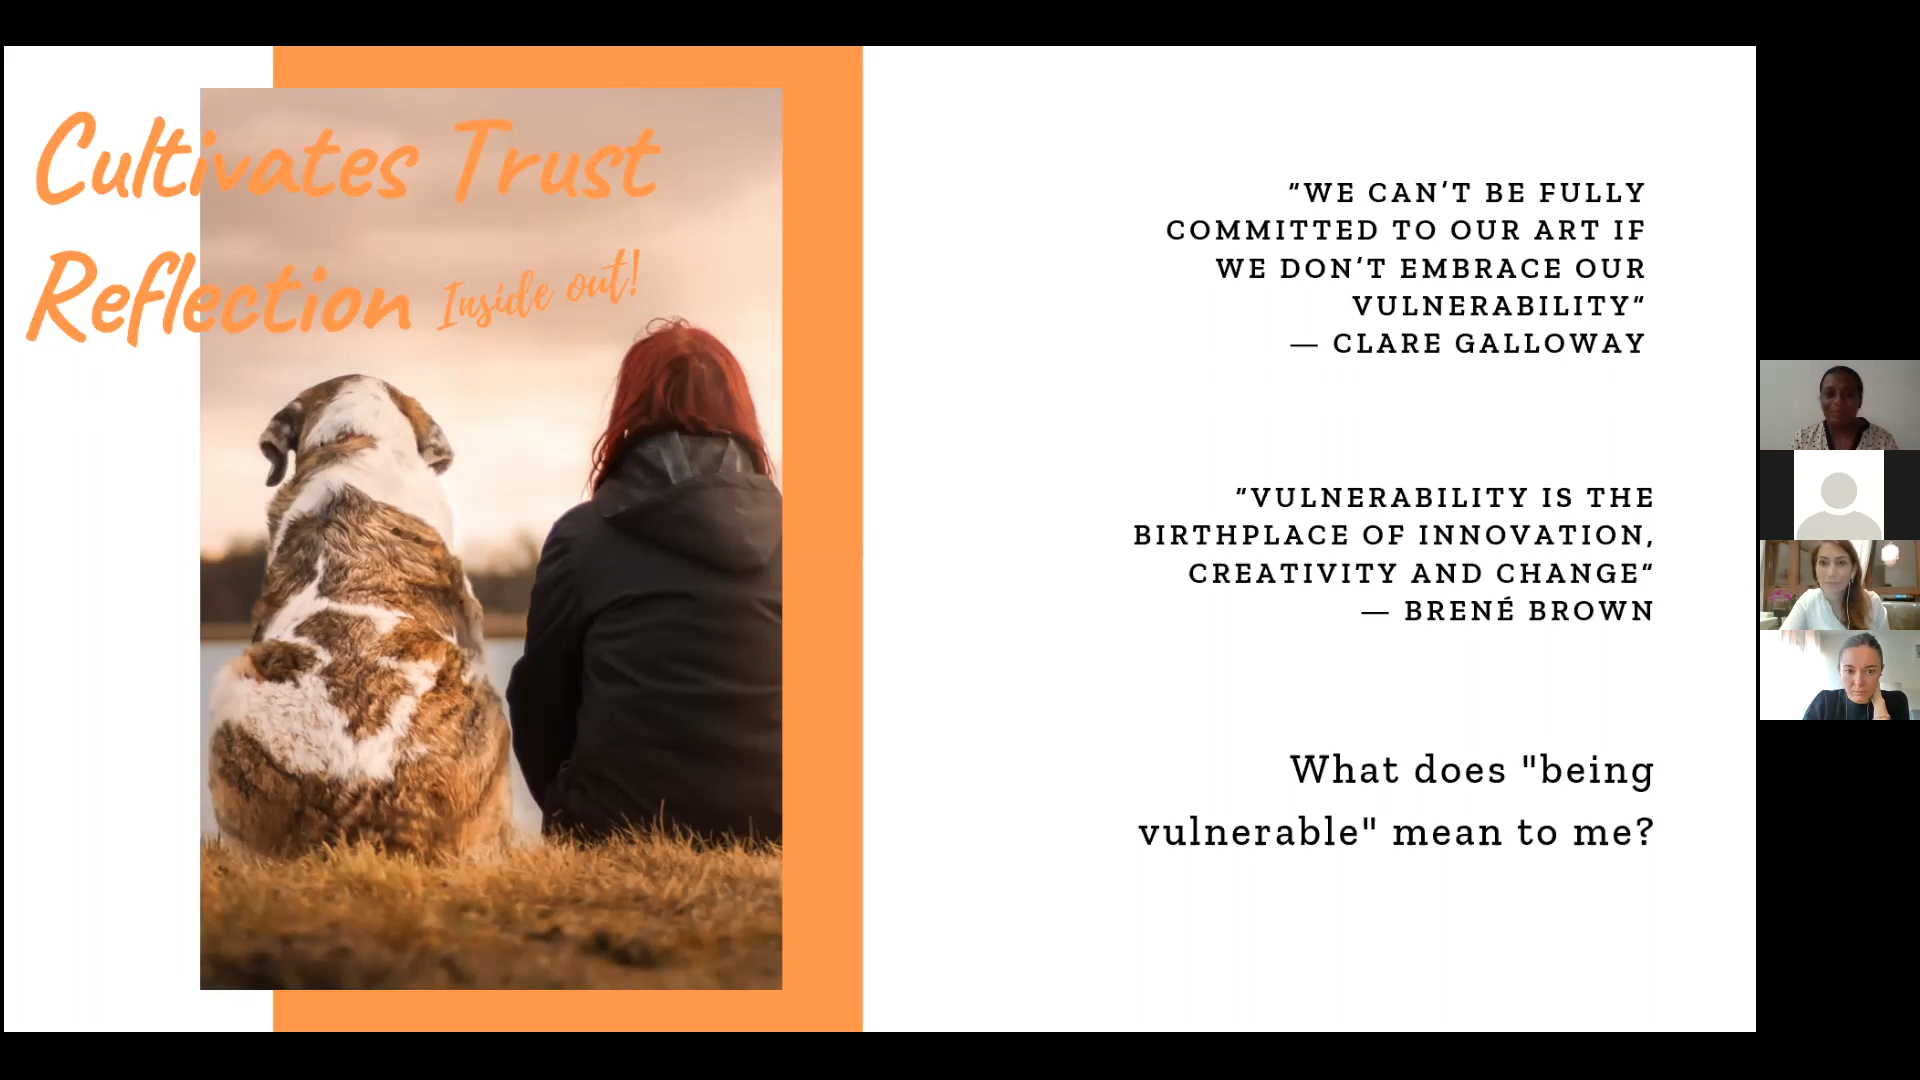 Cultivates Trust
Reflection Inside out!
“WE CAN’T BE FULLY
COMMITTED TO OUR ART IF
WE DON’T EMBRACE OUR
VULNERABILITY”
— CLARE GALLOWAY
“VULNERABILITY IS THE
BIRTHPLACE OF INNOVATION,
CREATIVITY AND CHANGE”
— BRENÉ BROWN
What does "being
vulnerable" mean to me?